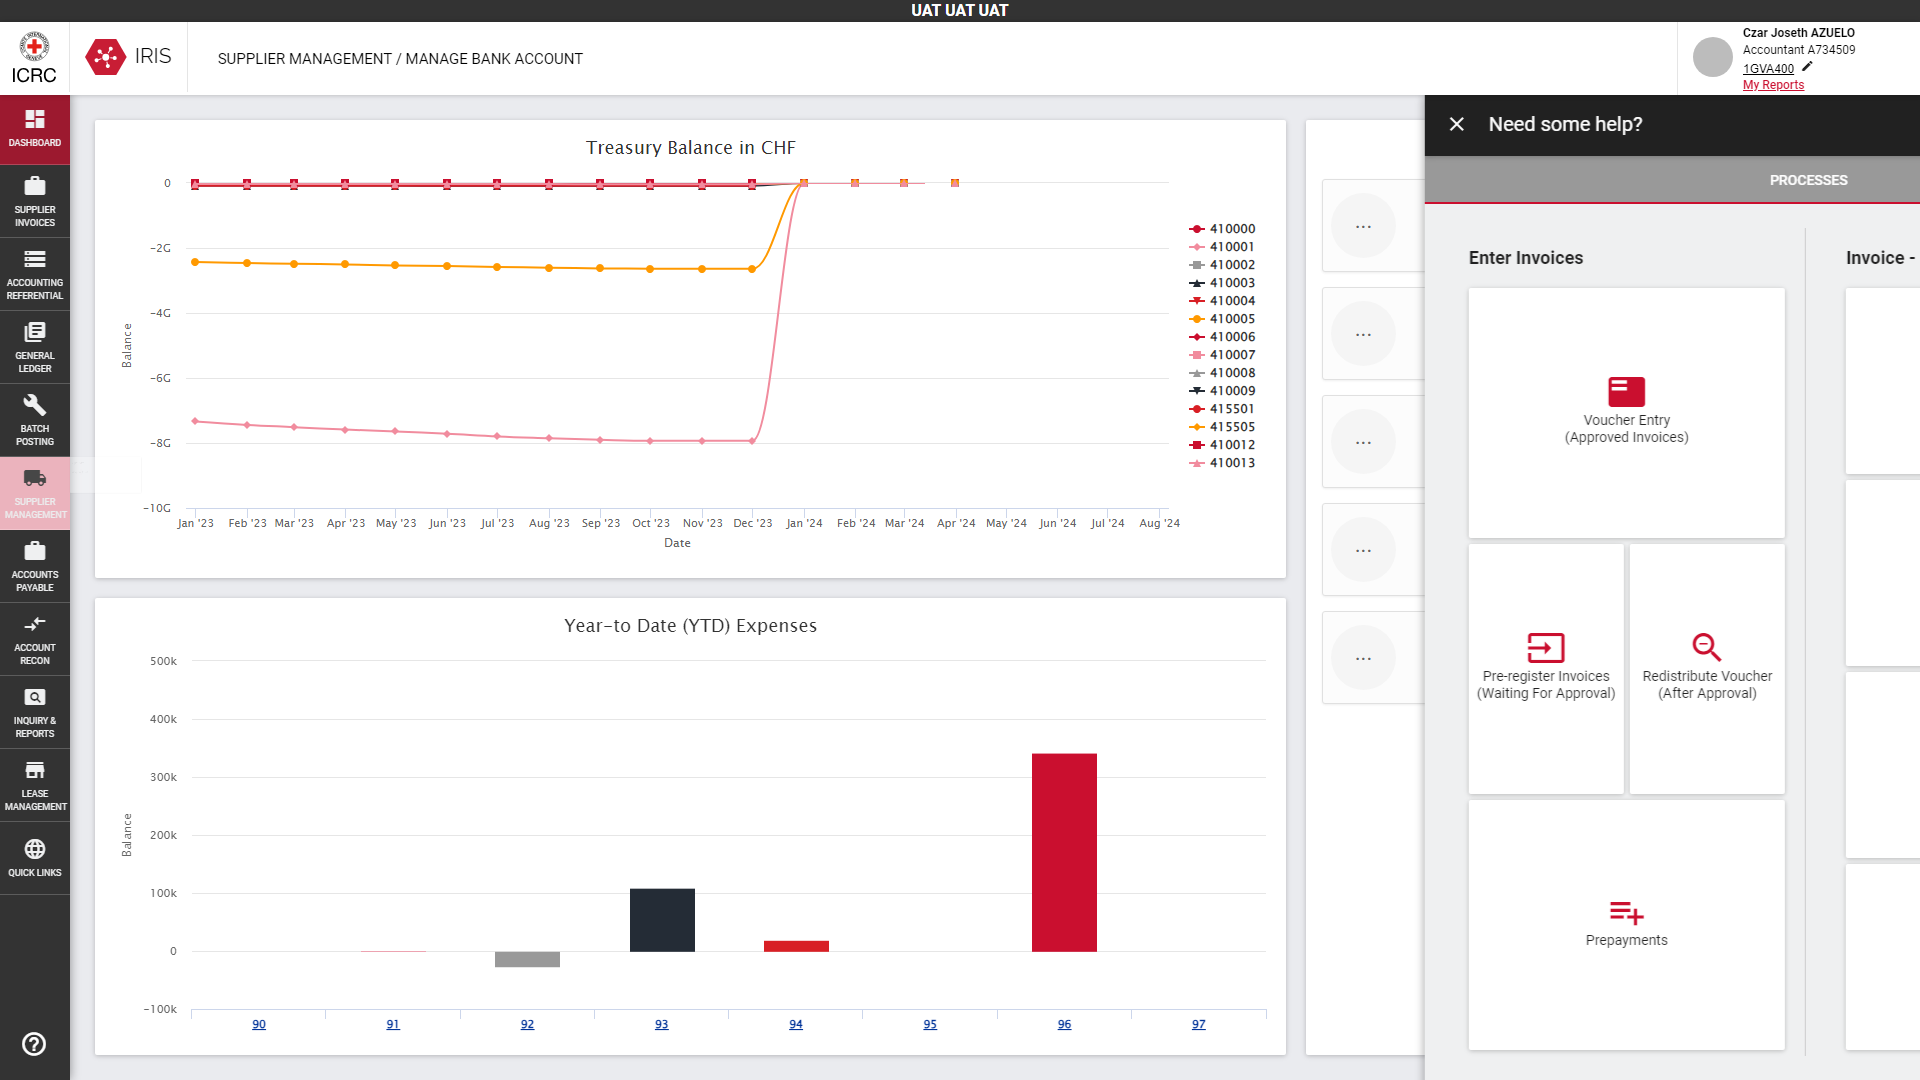 UAT UAT UAT
ICRC
IRIS
SUPPLIER MANAGEMENT / MANAGE BANK ACCOUNT
Czar Joseth AZUELO
Accountant A734509
1GVA400
My Reports
DASHBOARD
SUPPLIER
INVOICES
ACCOUNTING
REFERENTIAL
GENERAL
LEDGER
BATCH
POSTING
SUPPLIER
MANAGEMENT
ACCOUNTS
PAYABLE
ACCOUNT
RECON
INQUIRY &
REPORTS
LEASE
MANAGEMENT
QUICK LINKS
Treasury Balance in CHF
0
−2G
−4G
−6G
−8G
−10G
Balance
Jan '23 Feb '23 Mar '23 Apr '23 May '23 Jun '23 Jul '23 Aug '23 Sep '23 Oct '23 Nov '23 Dec '23 Jan '24 Feb '24 Mar '24 Apr '24 May '24 Jun '24 Jul '24 Aug '24
Date
410000
410001
410002
410003
410004
410005
410006
410007
410008
410009
415501
415505
410012
410013
Year-to Date (YTD) Expenses
500k
400k
300k
200k
100k
0
−100k
Balance
90 91 92 93 94 95 96 97
...
...
...
...
...
Need some help?
PROCESSES
Enter Invoices
Voucher Entry
(Approved Invoices)
Pre-register Invoices
(Waiting For Approval)
Redistribute Voucher
(After Approval)
Prepayments
Invoice -